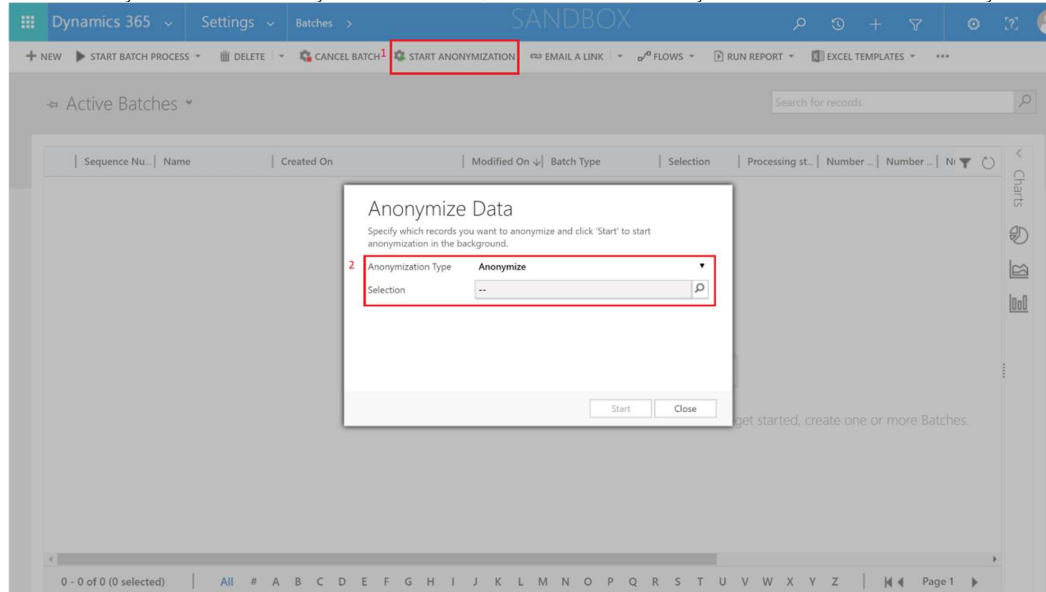 Dynamics 365 Settings Batches > SANDBOX
+ NEW START BATCH PROCESS DELETE CANCEL BATCH 1 START ANONYMIZATION EMAIL A LINK FLOWS RUN REPORT EXCEL TEMPLATES ...
Active Batches
Search for records
Sequence Nu... Name Created On Modified On ↓ Batch Type Selection Processing st... Number ... Number ...
Charts
Anonymize Data
Specify which records you want to anonymize and click 'Start' to start
anonymization in the background.
2 Anonymization Type Anonymize
Selection --
Start Close
get started, create one or more Batches.
0 - 0 of 0 (0 selected) All # A B C D E F G H I J K L M N O P Q R S T U V W X Y Z Page 1